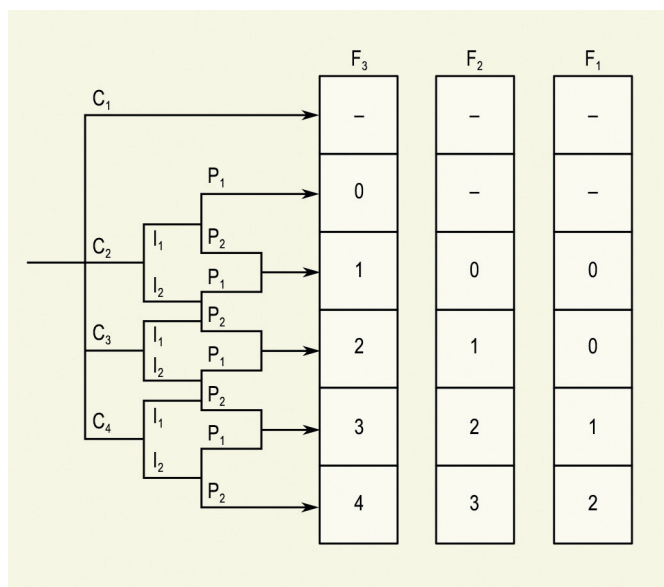 F₃ F₂ F₁
C₁ – – –
P₁ 0 – –
C₂ I₁ P₂
I₂ P₁ 1 0 0
P₂
C₃ I₁ 2 1 0
I₂ P₁
P₂
C₄ I₁ P₁ 3 2 1
I₂
P₂ 4 3 2